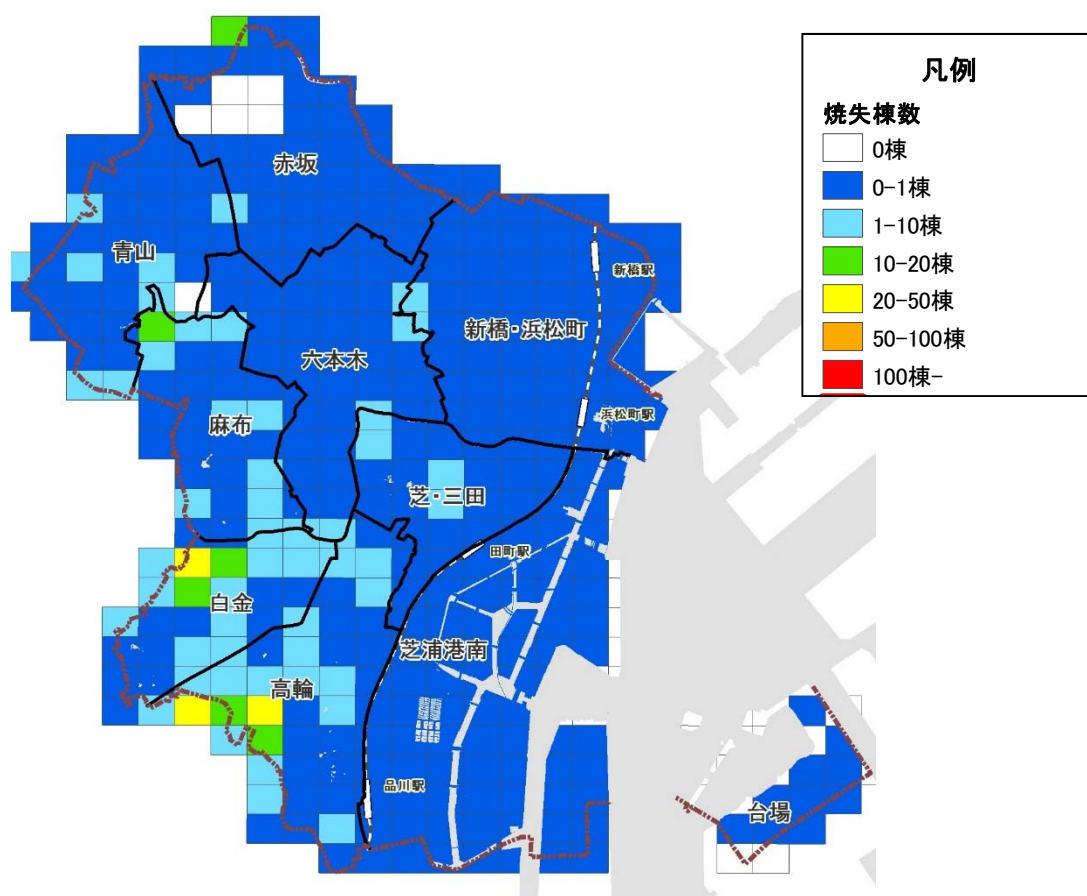 凡例
焼失棟数
0棟
0-1棟
1-10棟
10-20棟
20-50棟
50-100棟
100棟-
赤坂
青山
新橋駅
新橋・浜松町
六本木
浜松町駅
麻布
芝・三田
田町駅
白金
芝浦港南
高輪
品川駅
台場